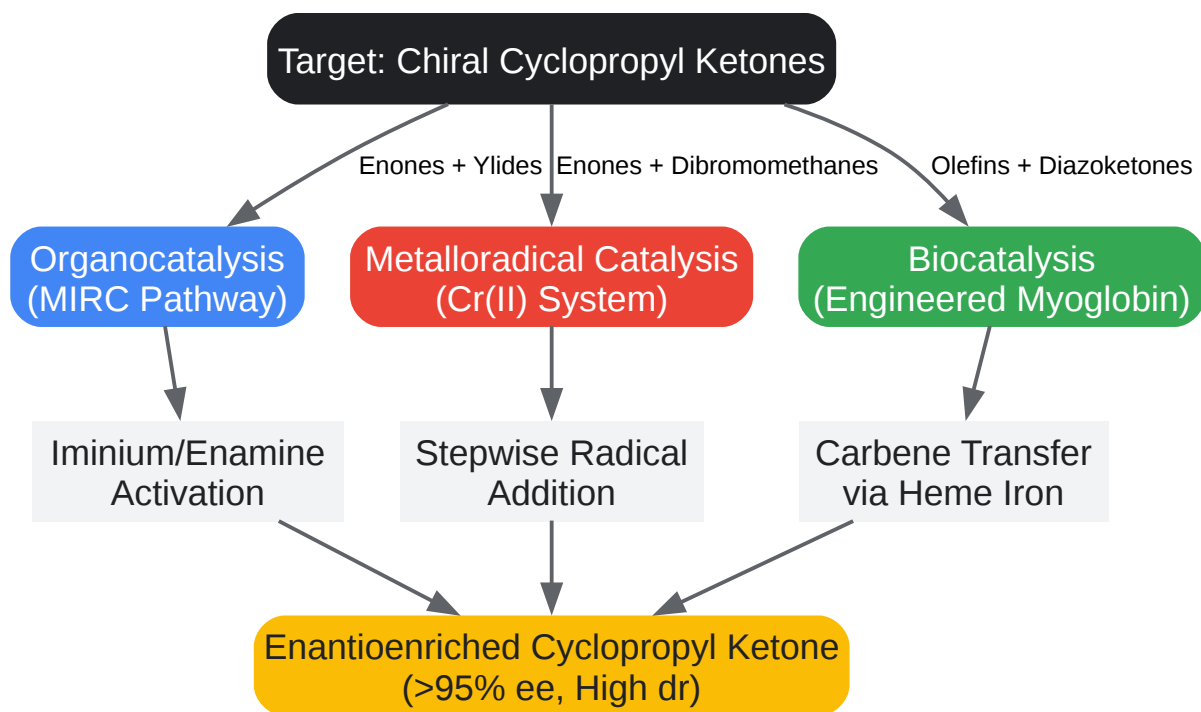 Target: Chiral Cyclopropyl Ketones
Enones + Ylides
Enones + Dibromomethanes
Olefins + Diazoketones
Organocatalysis
(MIRC Pathway)
Metalloradical Catalysis
(Cr(II) System)
Biocatalysis
(Engineered Myoglobin)
Iminium/Enamine
Activation
Stepwise Radical
Addition
Carbene Transfer
via Heme Iron
Enantioenriched Cyclopropyl Ketone
(>95% ee, High dr)